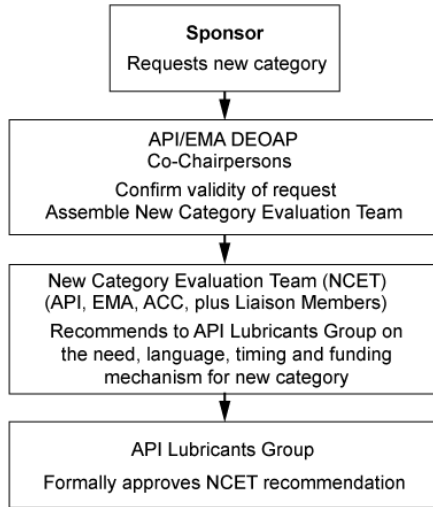 Sponsor
Requests new category
API/EMA DEOAP
Co-Chairpersons
Confirm validity of request
Assemble New Category Evaluation Team
New Category Evaluation Team (NCET)
(API, EMA, ACC, plus Liaison Members)
Recommends to API Lubricants Group on
the need, language, timing and funding
mechanism for new category
API Lubricants Group
Formally approves NCET recommendation